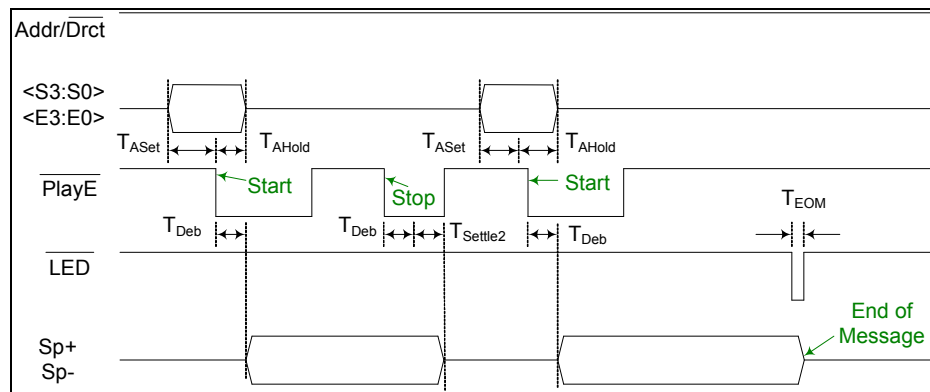 Addr/Drct
<S3:S0>
<E3:E0>
TASet TAHold TASet TAHold
PlayE Start Stop Start TEOM
TDeb TDeb TSettle2 TDeb
LED
End of
Message
Sp+
Sp-